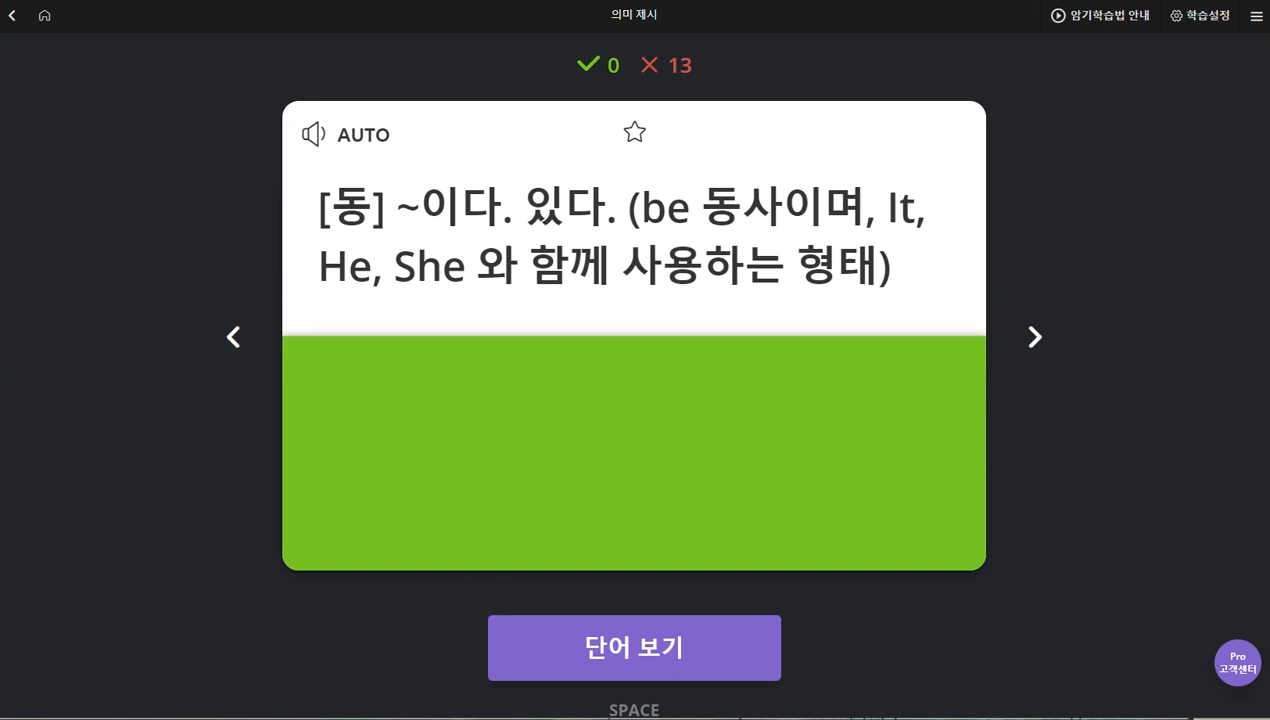 의미 제시
암기학습법 안내
학습설정
0 13
AUTO
[동] ~이다. 있다. (be 동사이며, It,
He, She 와 함께 사용하는 형태)
단어 보기
Pro
고객센터
SPACE